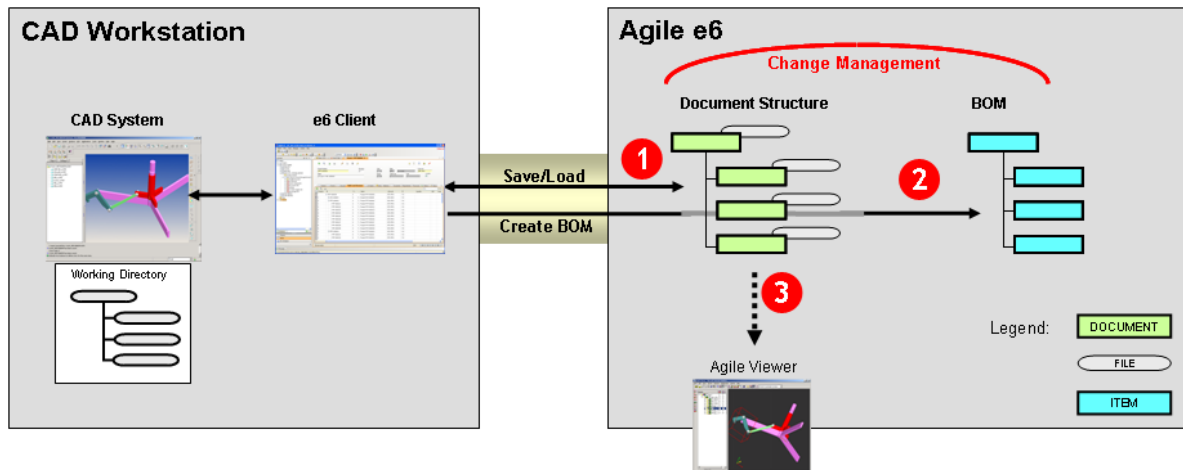 CAD Workstation
CAD System
e6 Client
Working Directory
Save/Load
Create BOM
Agile e6
Change Management
Document Structure
BOM
1
2
3
Agile Viewer
Legend:
DOCUMENT
FILE
ITEM